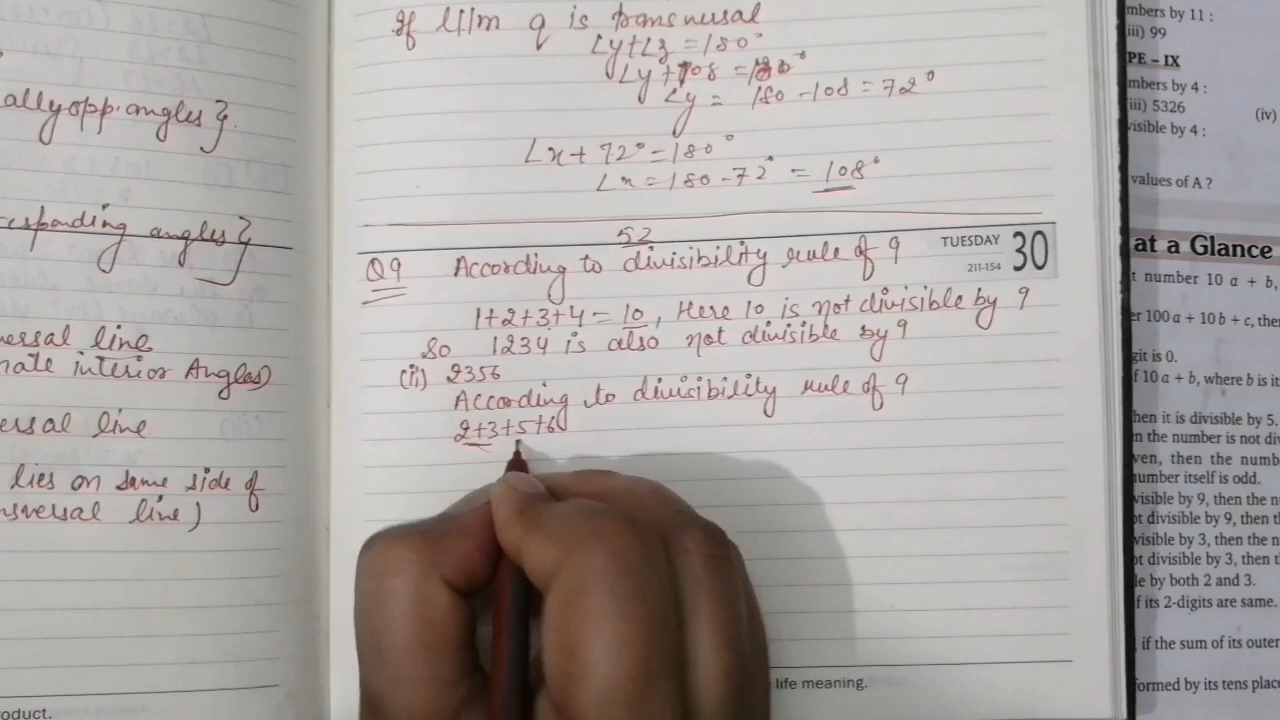 ally opp. angles }.
esponding angles }
versal line
nate interior Angles)
ersal line
lies on same side of
nsversal line)
oduct.
If l||m q is transversal
∠y+∠z=180°
∠y+108 =180°
∠y = 180-108=72°
∠x+72°=180°
∠x=180-72° = 108°
52
TUESDAY 30
211-154
Q9 According to divisibility rule of 9
1+2+3+4=10, Here 10 is not divisible by 9
So 1234 is also not divisible by 9
(ii) 2356
According to divisibility rule of 9
2+3+5+6
life meaning.
mbers by 11 :
iii) 99
PE – IX
mbers by 4 :
iii) 5326 (iv)
visible by 4 :
values of A ?
at a Glance
t number 10 a + b,
er 100 a + 10 b + c, the
git is 0.
f 10 a + b, where b is it
hen it is divisible by 5.
n the number is not di
ven, then the numb
umber itself is odd.
visible by 9, then the n
ot divisible by 9, then t
visible by 3, then the n
ot divisible by 3, then t
le by both 2 and 3.
f its 2-digits are same.
if the sum of its outer
formed by its tens plac